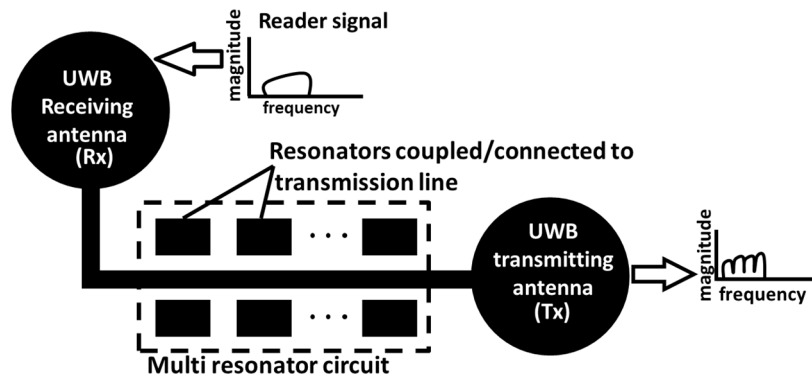 Reader signal
magnitude
frequency
UWB
Receiving
antenna
(Rx)
Resonators coupled/connected to
transmission line
...
...
UWB
transmitting
antenna
(Tx)
magnitude
frequency
Multi resonator circuit